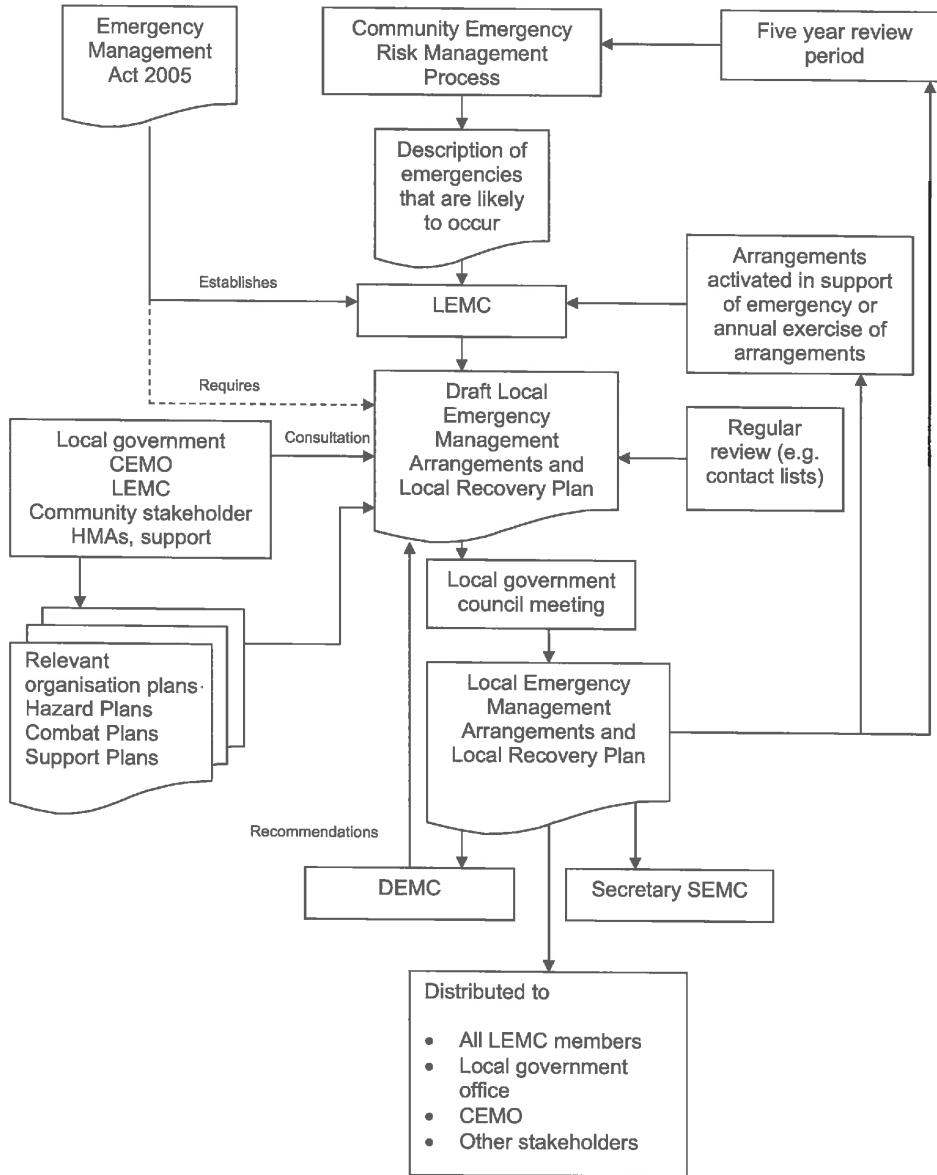 Emergency
Management
Act 2005
Community Emergency
Risk Management
Process
Five year review
period
Description of
emergencies
that are likely
to occur
Arrangements
activated in support
of emergency or
annual exercise of
arrangements
Establishes
LEMC
Requires
Draft Local
Emergency
Management
Arrangements and
Local Recovery Plan
Regular
review (e.g.
contact lists)
Local government
CEMO
LEMC
Community stakeholder
HMAs, support
Consultation
Local government
council meeting
Relevant
organisation plans
Hazard Plans
Combat Plans
Support Plans
Local Emergency
Management
Arrangements and
Local Recovery Plan
Recommendations
DEMC
Secretary SEMC
Distributed to
• All LEMC members
• Local government
office
• CEMO
• Other stakeholders